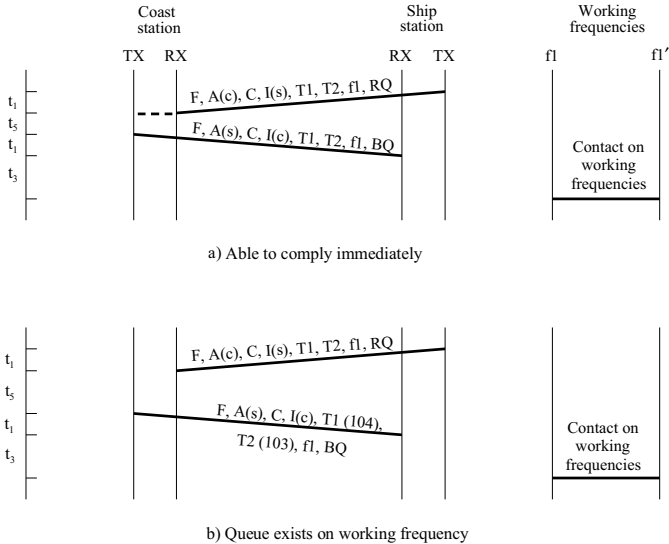 Coast
station
Ship
station
Working
frequencies
TX
RX
RX
TX
f1
f1′
t₁
t₅
t₁
t₃
F, A(c), C, I(s), T1, T2, f1, RQ
F, A(s), C, I(c), T1, T2, f1, BQ
Contact on
working
frequencies
a) Able to comply immediately
t₁
t₅
t₁
t₃
F, A(c), C, I(s), T1, T2, f1, RQ
F, A(s), C, I(c), T1 (104),
T2 (103), f1, BQ
Contact on
working
frequencies
b) Queue exists on working frequency